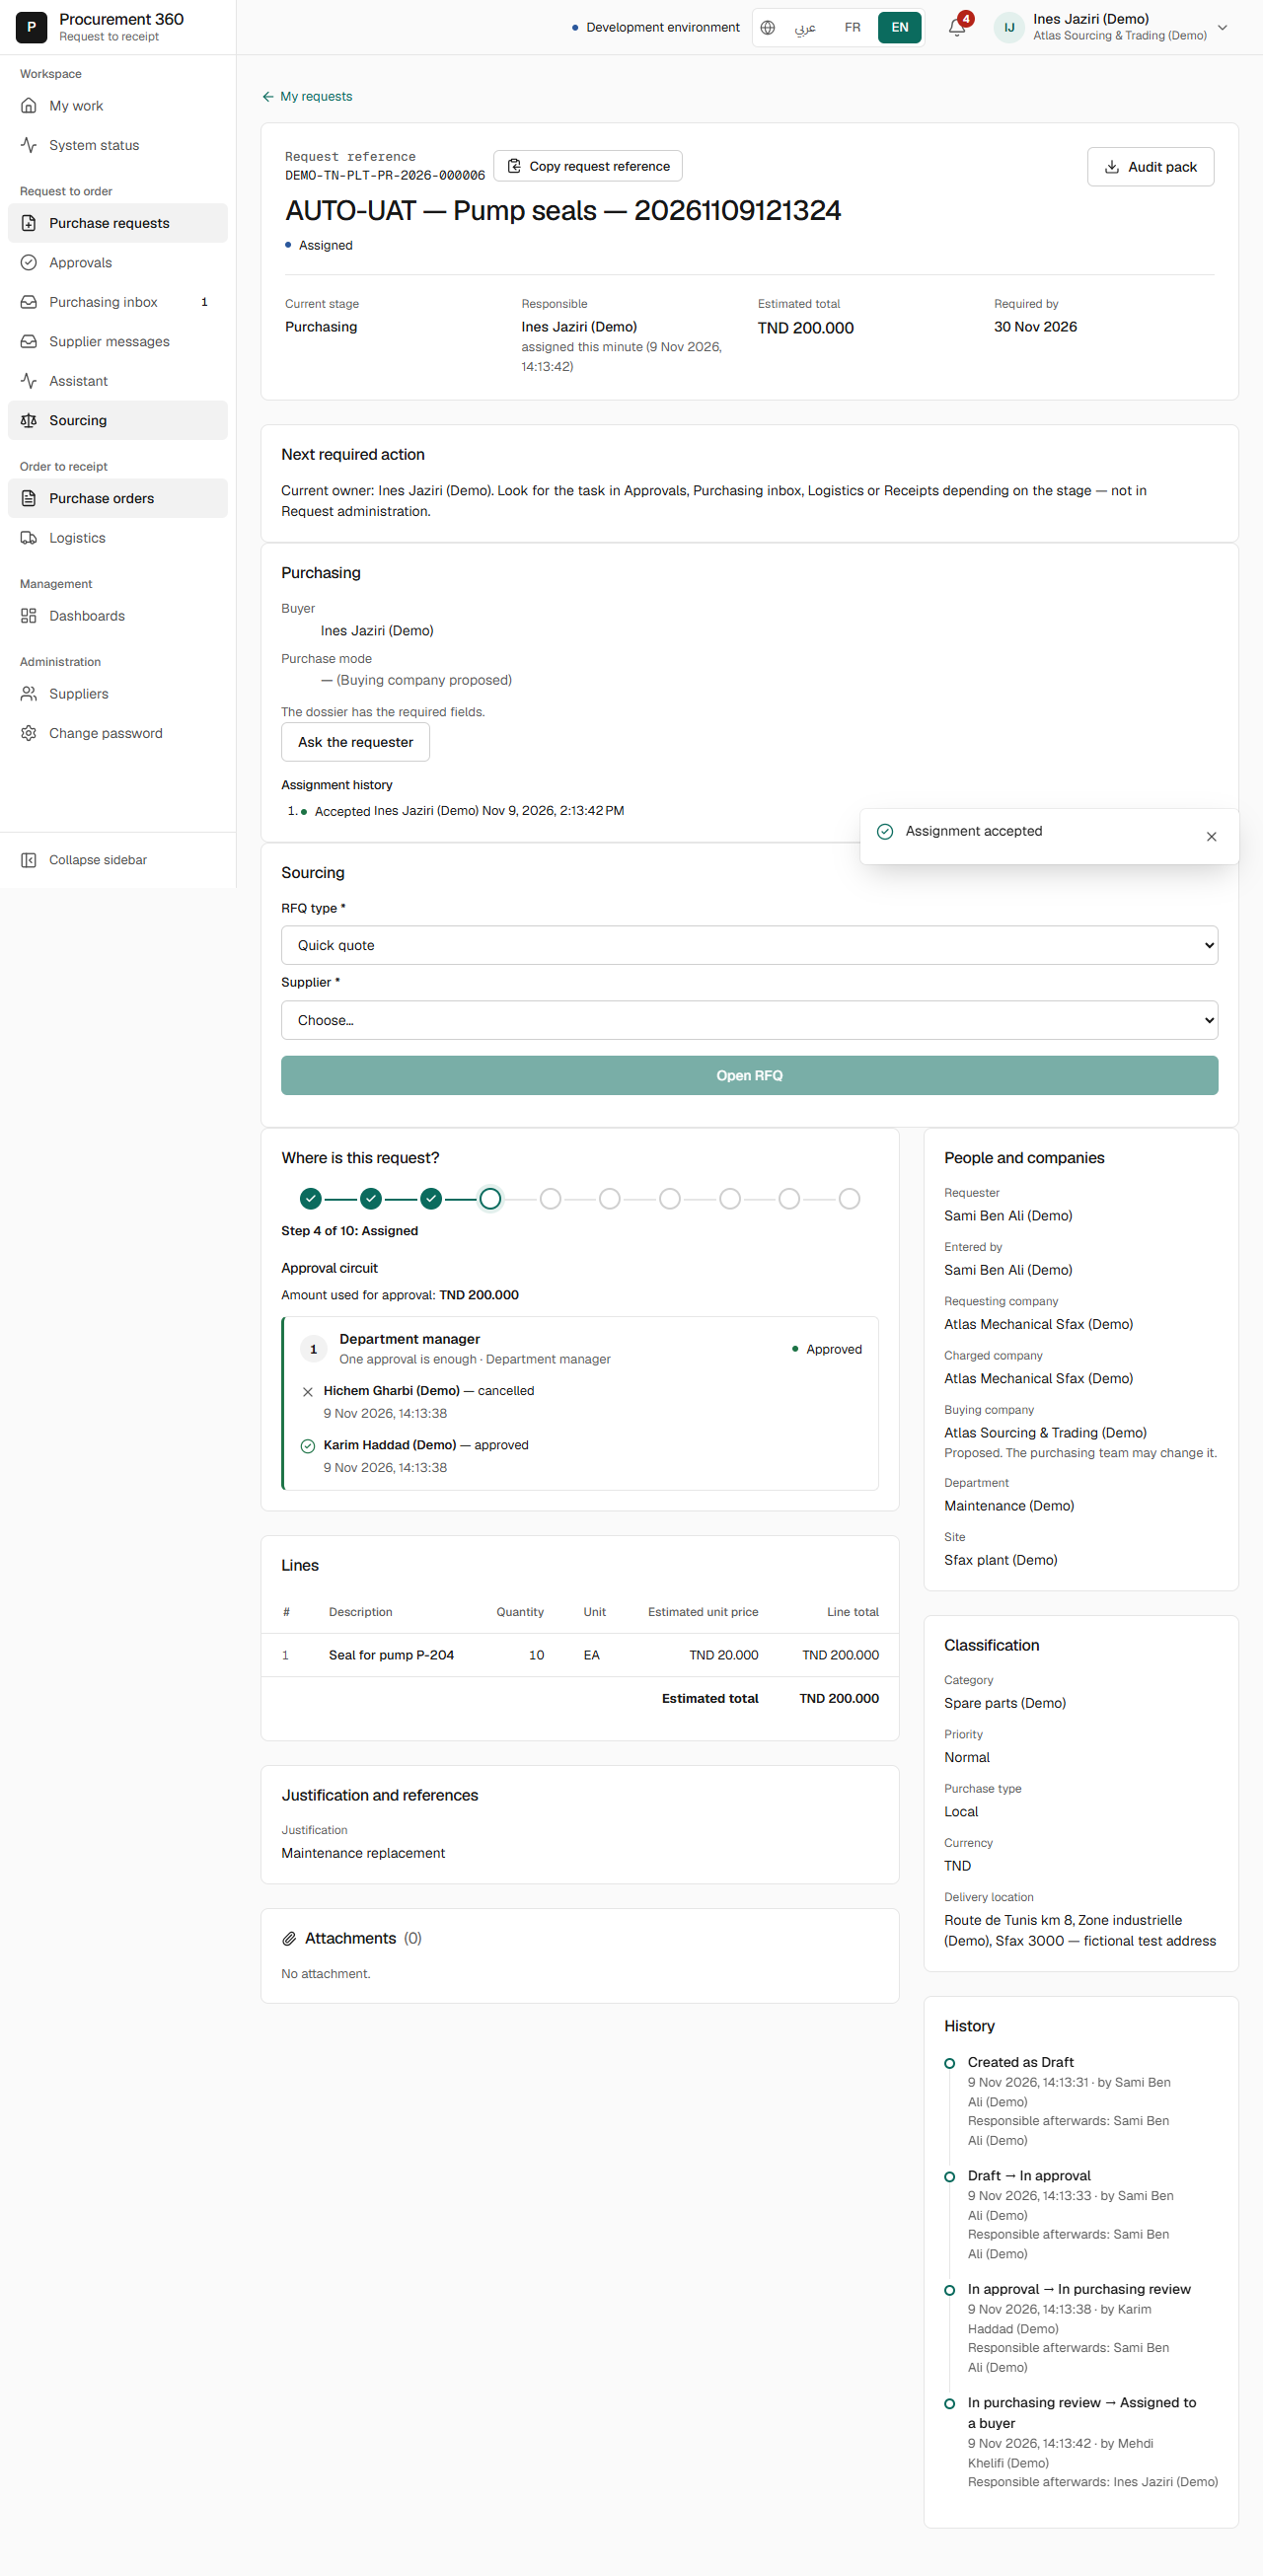 P
Procurement 360
Request to receipt
Development environment
عربي
FR
EN
4
IJ
Ines Jaziri (Demo)
Atlas Sourcing & Trading (Demo)
Workspace
My work
System status
Request to order
Purchase requests
Approvals
Purchasing inbox
1
Supplier messages
Assistant
Sourcing
Order to receipt
Purchase orders
Logistics
Management
Dashboards
Administration
Suppliers
Change password
Collapse sidebar
My requests
Request reference
DEMO-TN-PLT-PR-2026-000006
Copy request reference
Audit pack
AUTO-UAT — Pump seals — 20261109121324
Assigned
Current stage
Purchasing
Responsible
Ines Jaziri (Demo)
assigned this minute (9 Nov 2026,
14:13:42)
Estimated total
TND 200.000
Required by
30 Nov 2026
Next required action
Current owner: Ines Jaziri (Demo). Look for the task in Approvals, Purchasing inbox, Logistics or Receipts depending on the stage — not in
Request administration.
Purchasing
Buyer
Ines Jaziri (Demo)
Purchase mode
— (Buying company proposed)
The dossier has the required fields.
Ask the requester
Assignment history
1. Accepted Ines Jaziri (Demo) Nov 9, 2026, 2:13:42 PM
Assignment accepted
Sourcing
RFQ type *
Quick quote
Supplier *
Choose…
Open RFQ
Where is this request?
Step 4 of 10: Assigned
Approval circuit
Amount used for approval: TND 200.000
1
Department manager
One approval is enough · Department manager
Approved
Hichem Gharbi (Demo) — cancelled
9 Nov 2026, 14:13:38
Karim Haddad (Demo) — approved
9 Nov 2026, 14:13:38
Lines
# Description Quantity Unit Estimated unit price Line total
1 Seal for pump P-204 10 EA TND 20.000 TND 200.000
Estimated total TND 200.000
Justification and references
Justification
Maintenance replacement
Attachments (0)
No attachment.
People and companies
Requester
Sami Ben Ali (Demo)
Entered by
Sami Ben Ali (Demo)
Requesting company
Atlas Mechanical Sfax (Demo)
Charged company
Atlas Mechanical Sfax (Demo)
Buying company
Atlas Sourcing & Trading (Demo)
Proposed. The purchasing team may change it.
Department
Maintenance (Demo)
Site
Sfax plant (Demo)
Classification
Category
Spare parts (Demo)
Priority
Normal
Purchase type
Local
Currency
TND
Delivery location
Route de Tunis km 8, Zone industrielle
(Demo), Sfax 3000 — fictional test address
History
Created as Draft
9 Nov 2026, 14:13:31 · by Sami Ben
Ali (Demo)
Responsible afterwards: Sami Ben
Ali (Demo)
Draft → In approval
9 Nov 2026, 14:13:33 · by Sami Ben
Ali (Demo)
Responsible afterwards: Sami Ben
Ali (Demo)
In approval → In purchasing review
9 Nov 2026, 14:13:38 · by Karim
Haddad (Demo)
Responsible afterwards: Sami Ben
Ali (Demo)
In purchasing review → Assigned to
a buyer
9 Nov 2026, 14:13:42 · by Mehdi
Khelifi (Demo)
Responsible afterwards: Ines Jaziri (Demo)